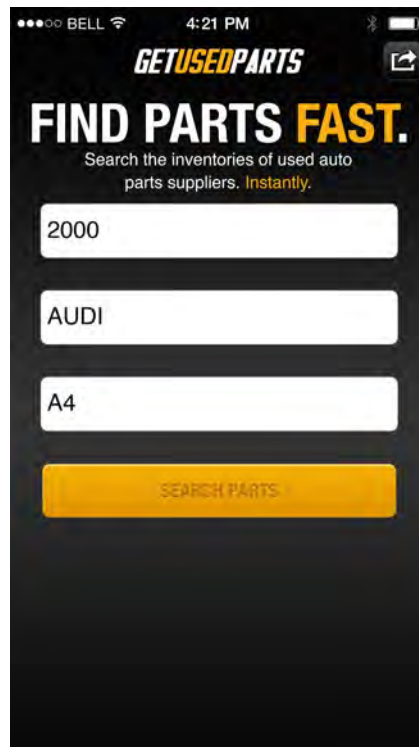 BELL 4:21 PM
GETUSEDPARTS
FIND PARTS FAST.
Search the inventories of used auto
parts suppliers. Instantly.
2000
AUDI
A4
SEARCH PARTS